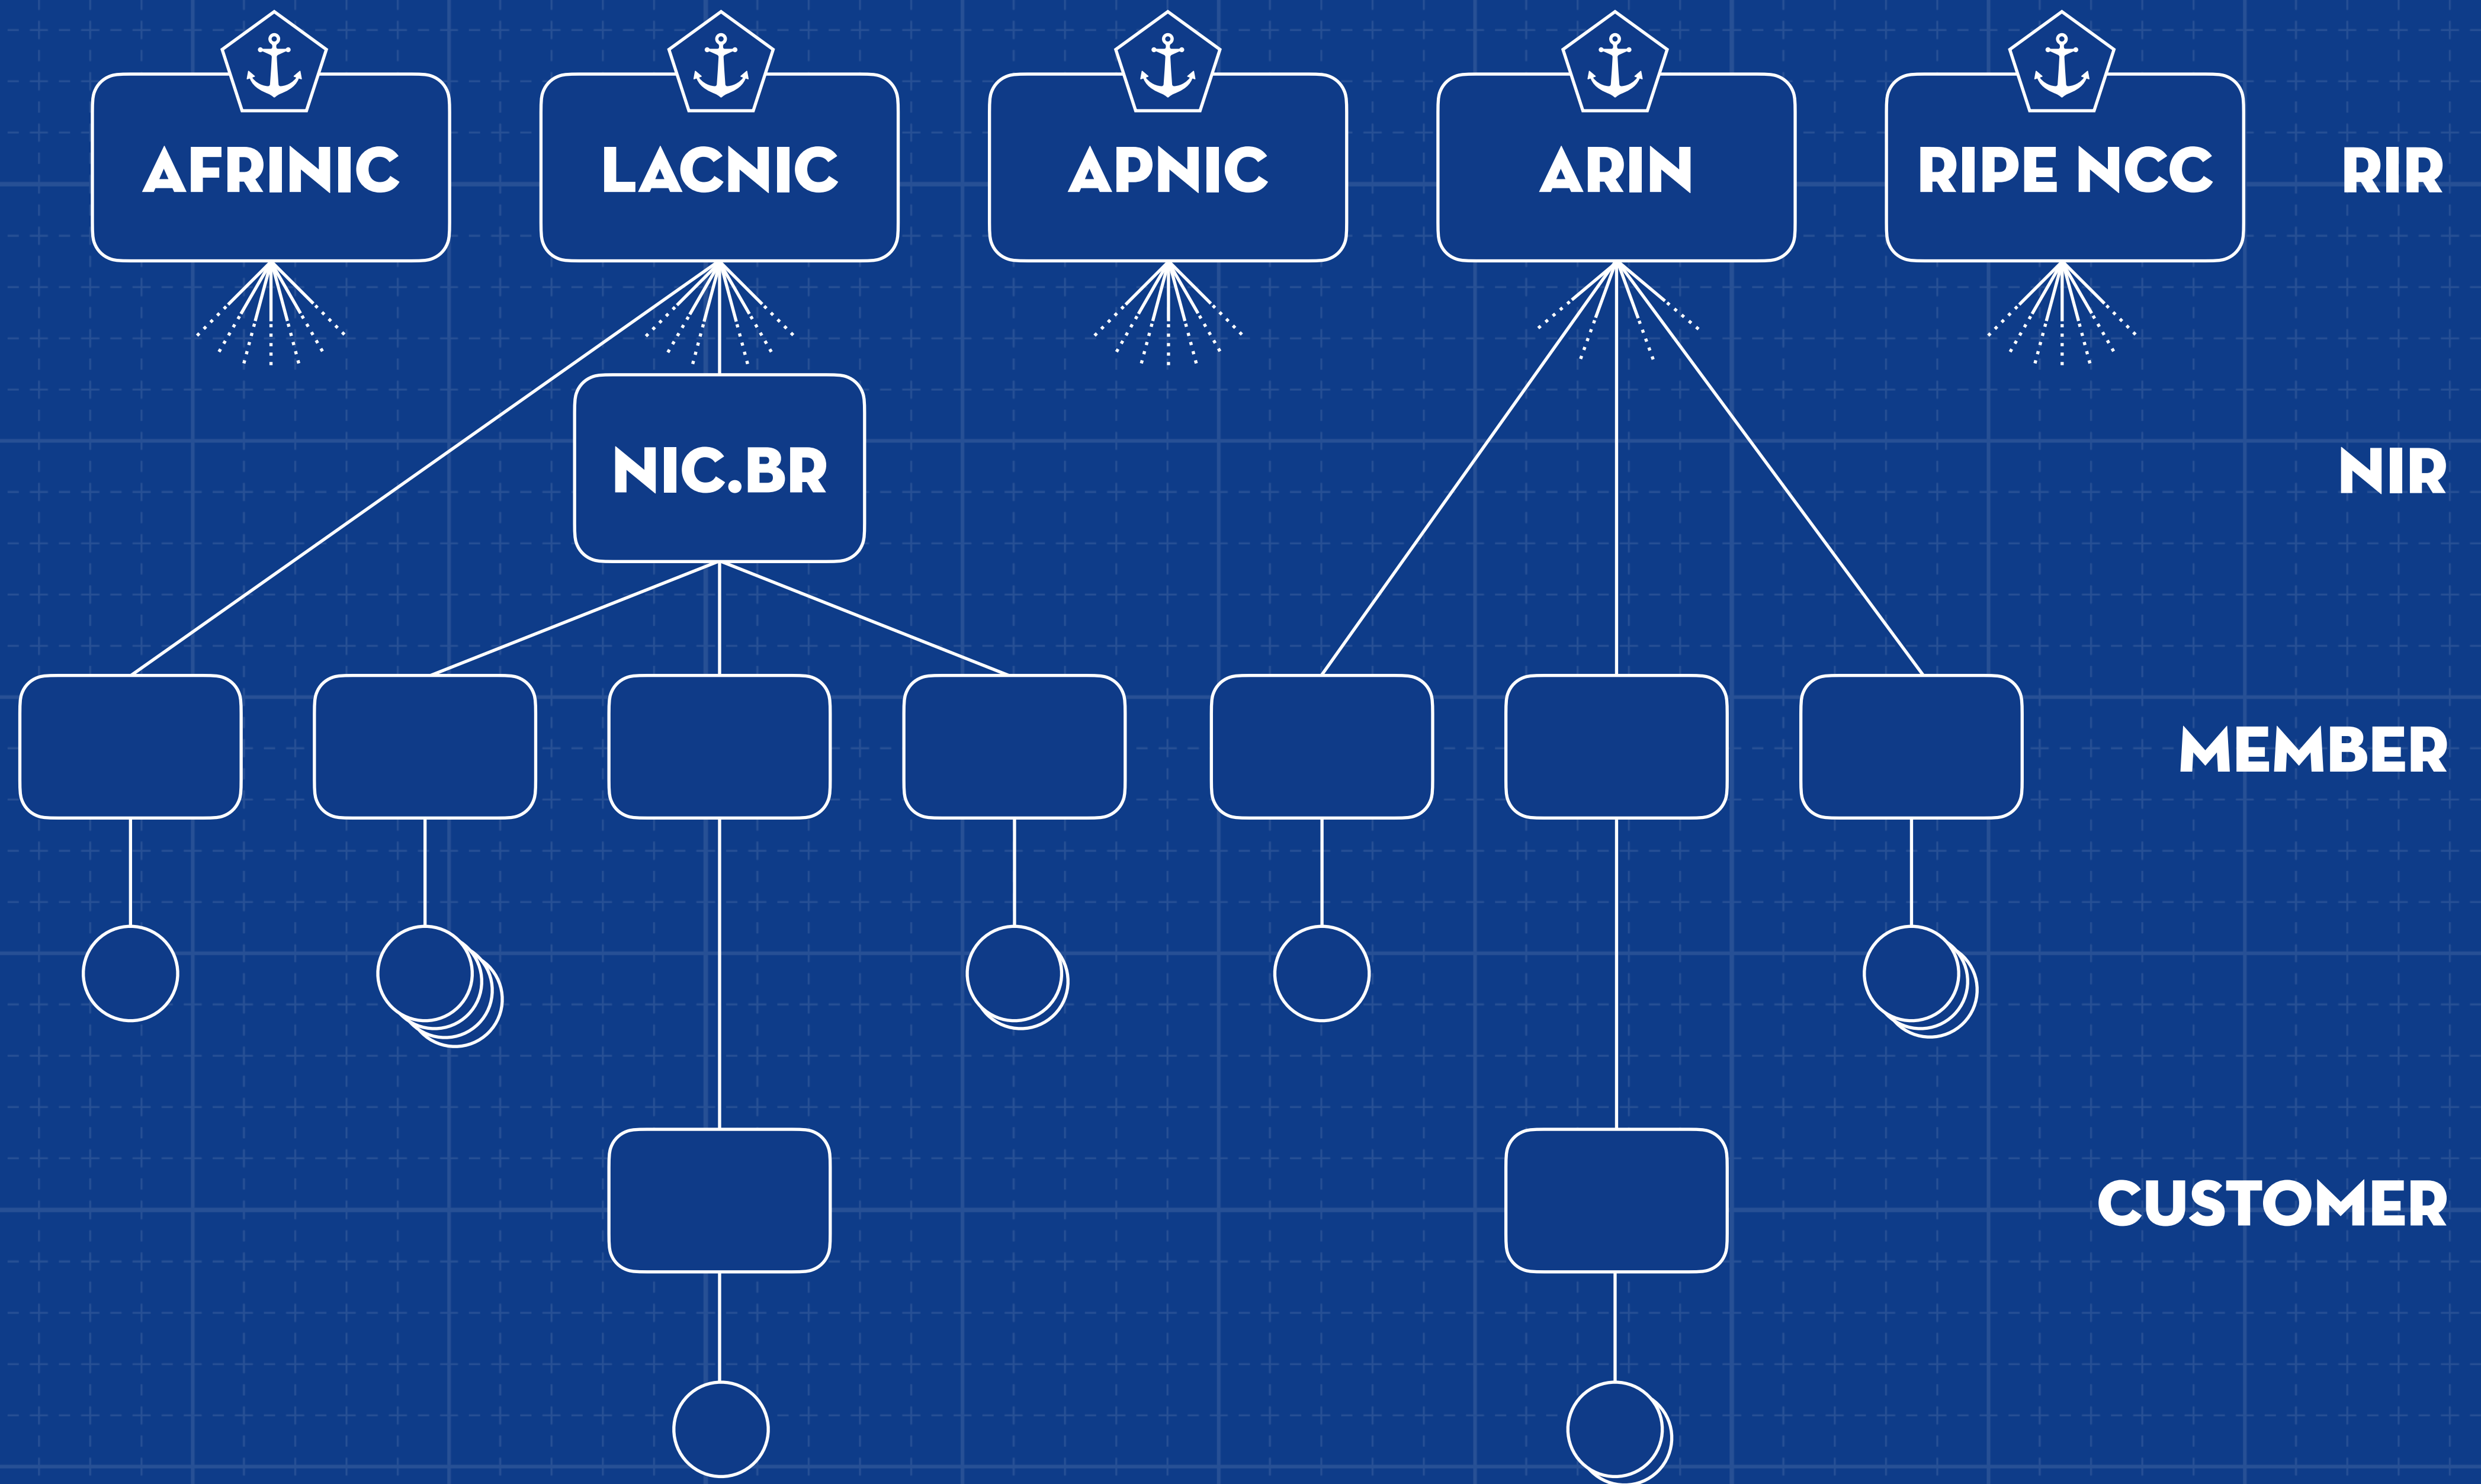 AFRINIC
LACNIC
APNIC
ARIN
RIPE NCC
RIR
NIC.BR
NIR
MEMBER
CUSTOMER